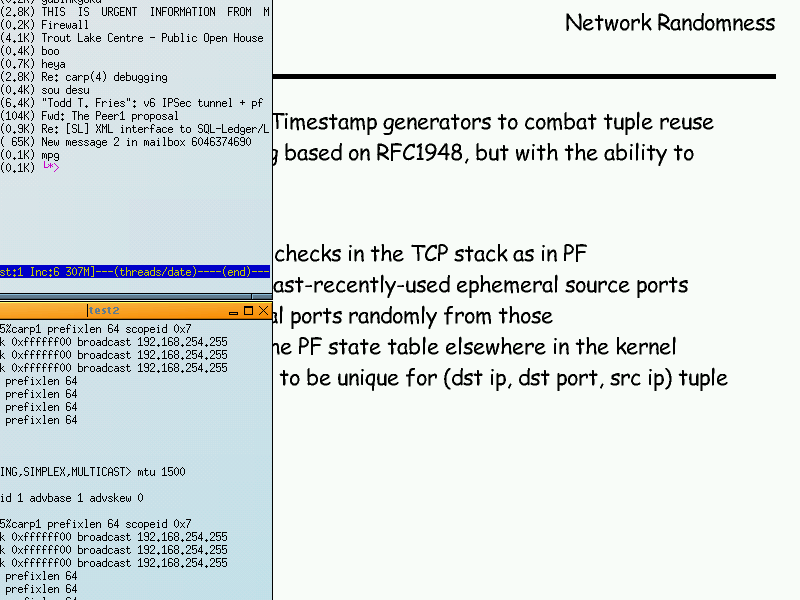 (2.8K) THIS IS URGENT INFORMATION FROM M
(0.2K) Firewall
(4.1K) Trout Lake Centre - Public Open House
(0.4K) boo
(0.7K) heya
(2.8K) Re: carp(4) debugging
(0.4K) sou desu
(6.4K) "Todd T. Fries": v6 IPSec tunnel + pf
(104K) Fwd: The Peer1 proposal
(0.9K) Re: [SL] XML interface to SQL-Ledger/L
( 65K) New message 2 in mailbox 6046374690
(0.1K) mpg
(0.1K) └*>
st:1 Inc:6 307M]---(threads/date)----(end)---
test2
5%carp1 prefixlen 64 scopeid 0x7
k 0xffffff00 broadcast 192.168.254.255
k 0xffffff00 broadcast 192.168.254.255
k 0xffffff00 broadcast 192.168.254.255
prefixlen 64
prefixlen 64
prefixlen 64
prefixlen 64
ING,SIMPLEX,MULTICAST> mtu 1500
id 1 advbase 1 advskew 0
5%carp1 prefixlen 64 scopeid 0x7
k 0xffffff00 broadcast 192.168.254.255
k 0xffffff00 broadcast 192.168.254.255
k 0xffffff00 broadcast 192.168.254.255
prefixlen 64
prefixlen 64
Network Randomness
Timestamp generators to combat tuple reuse
g based on RFC1948, but with the ability to
checks in the TCP stack as in PF
ast-recently-used ephemeral source ports
al ports randomly from those
he PF state table elsewhere in the kernel
to be unique for (dst ip, dst port, src ip) tuple